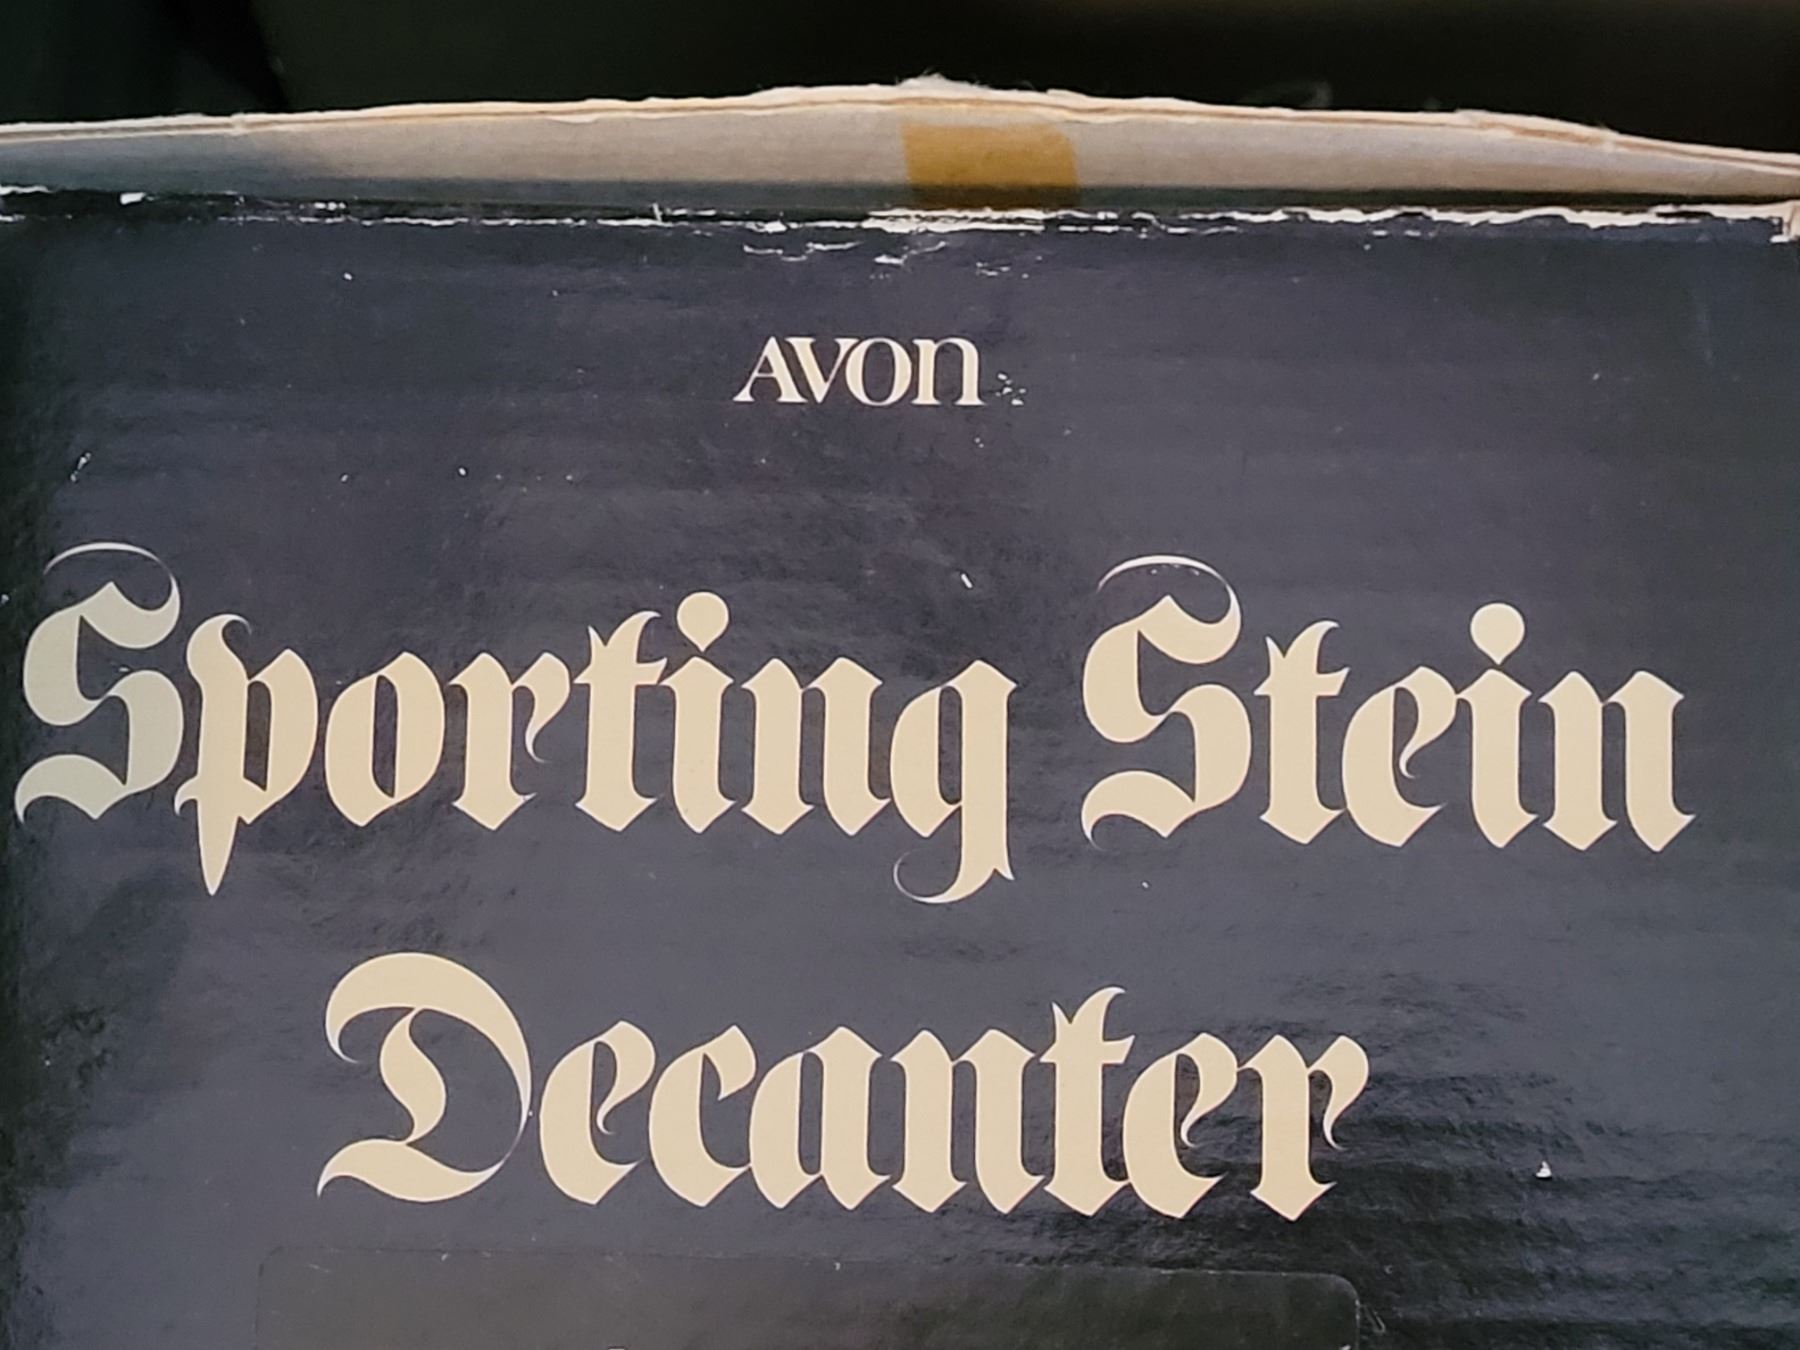 AVON
Sporting Stein
Decanter